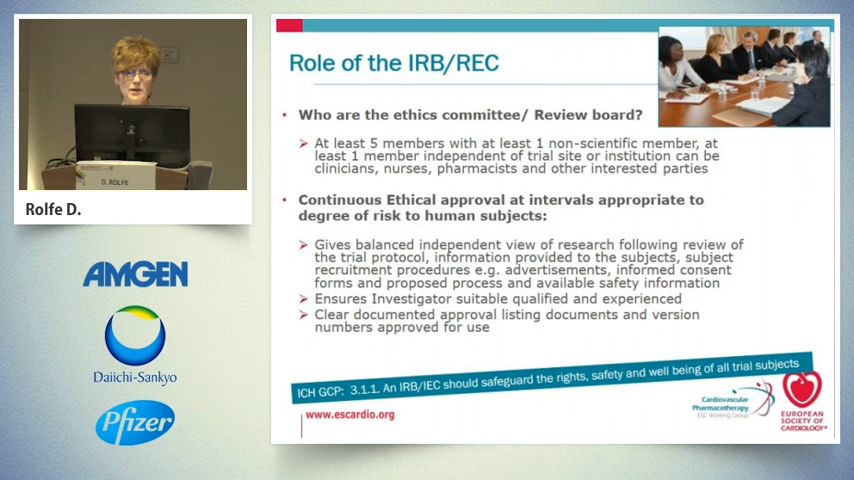 Role of the IRB/REC
Who are the ethics committee/ Review board?
At least 5 members with at least 1 non-scientific member, at
least 1 member independent of trial site or institution can be
clinicians, nurses, pharmacists and other interested parties
Continuous Ethical approval at intervals appropriate to
degree of risk to human subjects:
Gives balanced independent view of research following review of
the trial protocol, information provided to the subjects, subject
recruitment procedures e.g. advertisements, informed consent
forms and proposed process and available safety information
Ensures Investigator suitable qualified and experienced
Clear documented approval listing documents and version
numbers approved for use
ICH GCP: 3.1.1. An IRB/IEC should safeguard the rights, safety and well being of all trial subjects
www.escardio.org
Cardiovascular
Pharmacotherapy
ESC Working Group
EUROPEAN
SOCIETY OF
CARDIOLOGY®
D. ROLFE
Rolfe D.
AMGEN
Daiichi-Sankyo
Pfizer